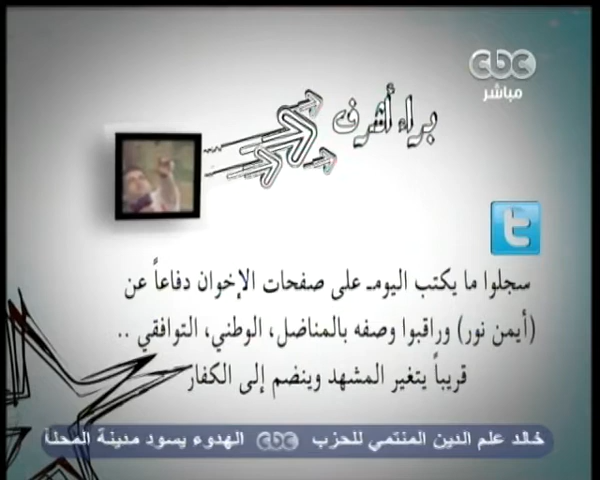 cbc
مباشر
براء أشرف
سجلوا ما يكتب اليومـ على صفحات الإخوان دفاعاً عن
(أيمن نور) وراقبوا وصفه بالمناضل، الوطني، التوافقي ..
قريباً يتغير المشهد وينضم إلى الكفار
خالد علم الدين المنتمي للحزب cbc الهدوء يسود مدينة المحلة